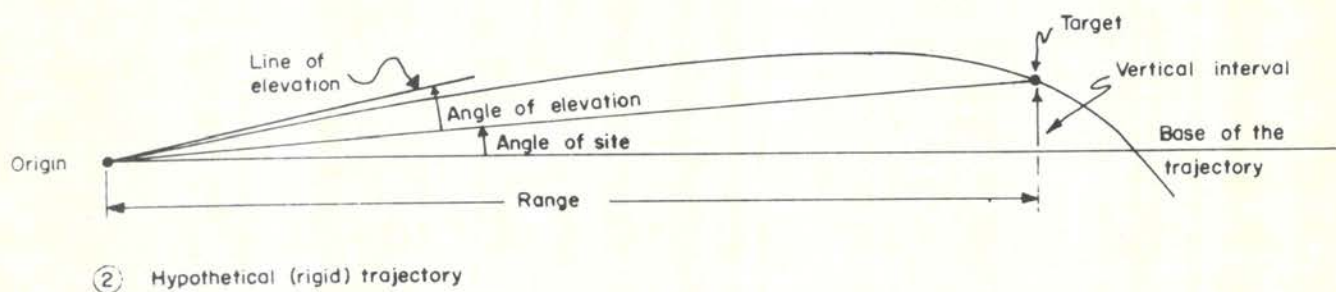 Target
Line of
elevation
Vertical interval
Angle of elevation
Angle of site
Base of the
trajectory
Origin
Range
2 Hypothetical (rigid) trajectory